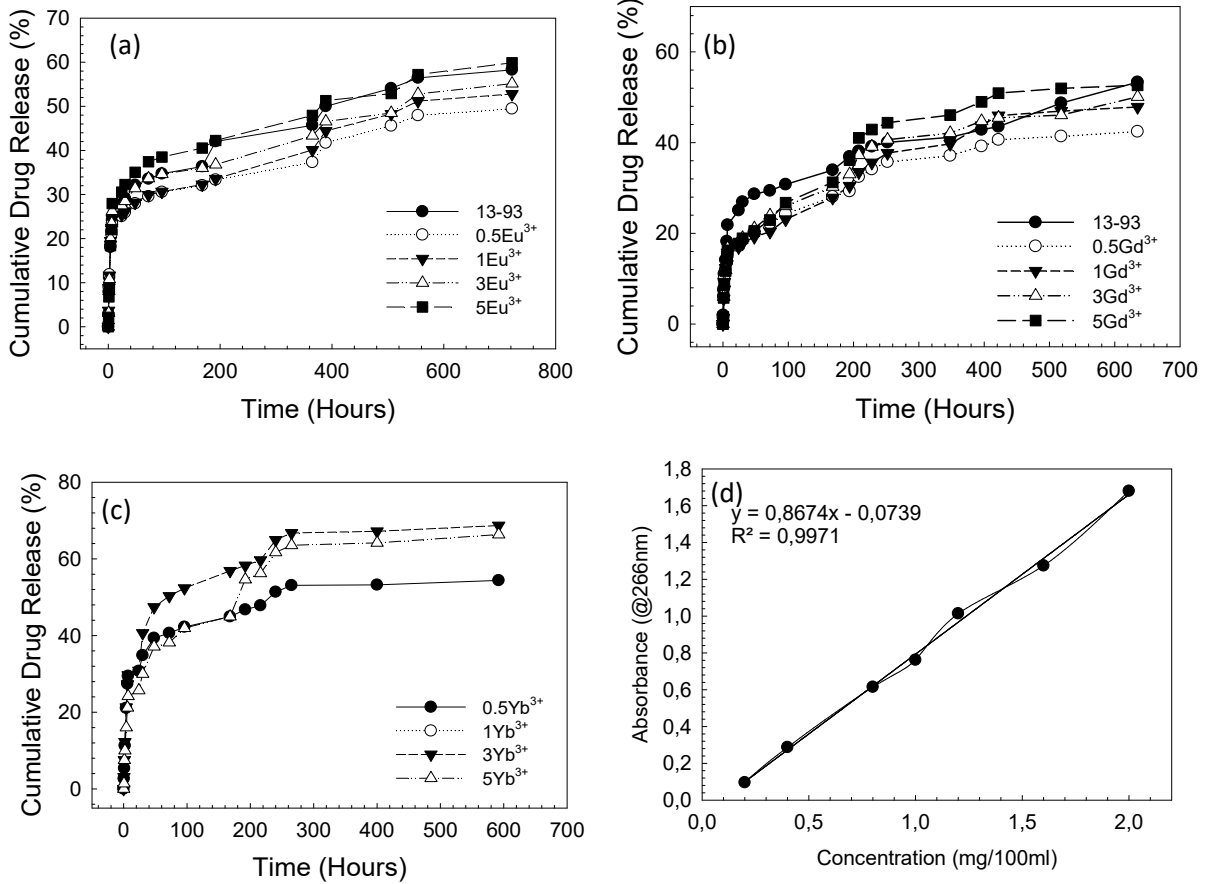 (a)
Cumulative Drug Release (%)
70
60
50
40
30
20
10
0
13-93
0.5Eu³⁺
1Eu³⁺
3Eu³⁺
5Eu³⁺
0 200 400 600 800
Time (Hours)
(b)
Cumulative Drug Release (%)
60
40
20
0
13-93
0.5Gd³⁺
1Gd³⁺
3Gd³⁺
5Gd³⁺
0 100 200 300 400 500 600 700
Time (Hours)
(c)
Cumulative Drug Release (%)
80
60
40
20
0
0.5Yb³⁺
1Yb³⁺
3Yb³⁺
5Yb³⁺
0 100 200 300 400 500 600 700
Time (Hours)
(d)
y = 0,8674x - 0,0739
R² = 0,9971
Absorbance (@266nm)
1,8
1,6
1,4
1,2
1,0
0,8
0,6
0,4
0,2
0,0
0,0 0,5 1,0 1,5 2,0
Concentration (mg/100ml)